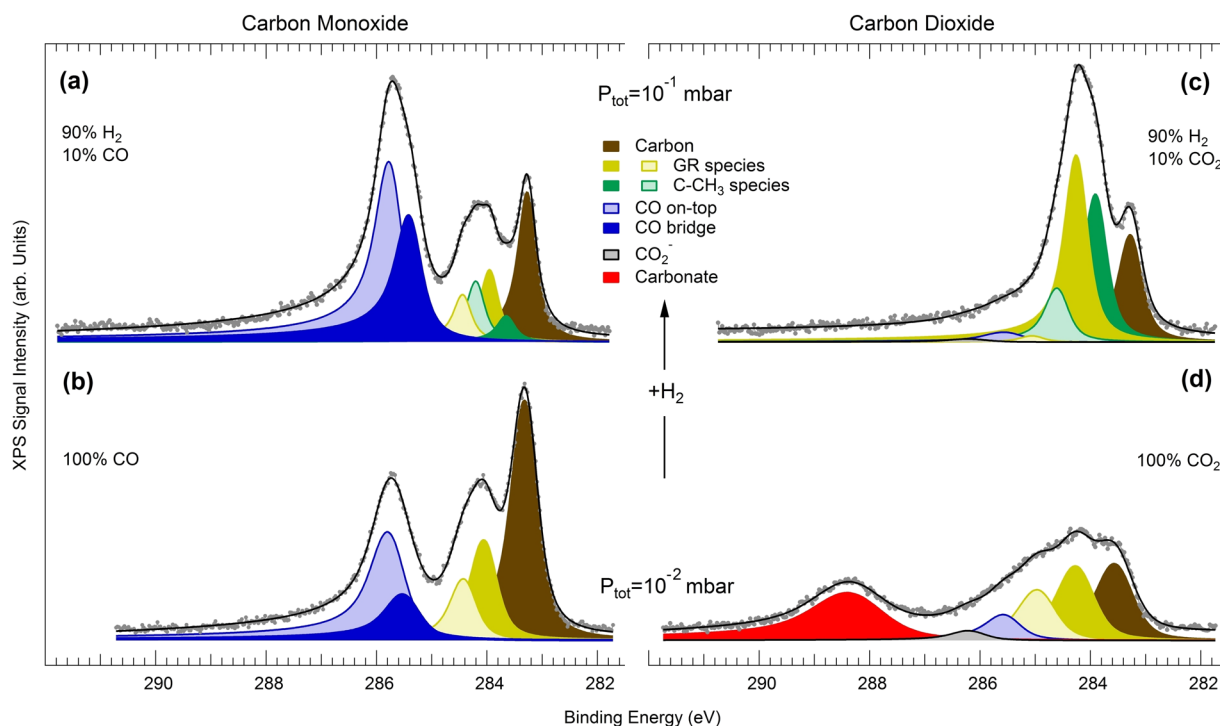 Carbon Monoxide
Carbon Dioxide
(a)
90% H₂
10% CO
P_tot=10⁻¹ mbar
Carbon
GR species
C-CH₃ species
CO on-top
CO bridge
CO₂⁻
Carbonate
(c)
90% H₂
10% CO₂
(b)
100% CO
+H₂
P_tot=10⁻² mbar
(d)
100% CO₂
XPS Signal Intensity (arb. Units)
290 288 286 284 282
290 288 286 284 282
Binding Energy (eV)